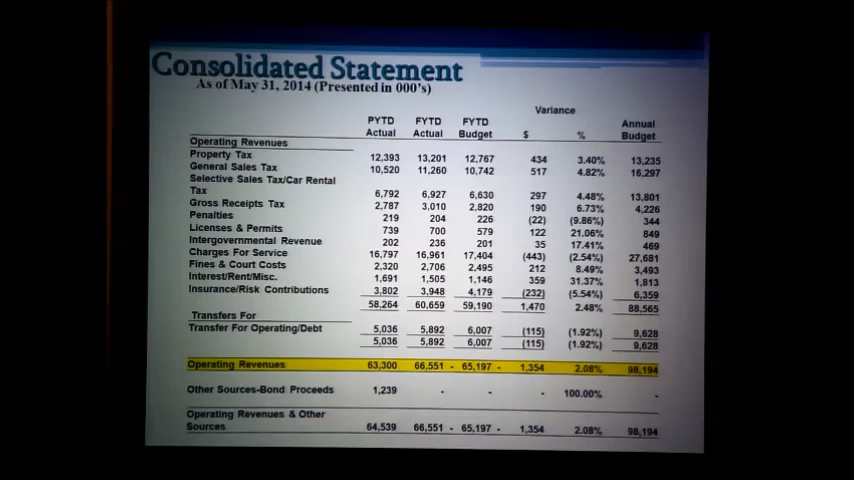 Consolidated Statement
As of May 31, 2014 (Presented in 000's)
Variance
PYTD Actual FYTD Actual FYTD Budget $ % Annual Budget
Operating Revenues
Property Tax 12,393 13,201 12,767 434 3.40% 13,235
General Sales Tax 10,520 11,260 10,742 517 4.82% 16,297
Selective Sales Tax/Car Rental
Tax 6,792 6,927 6,630 297 4.48% 13,801
Gross Receipts Tax 2,787 3,010 2,820 190 6.73% 4,226
Penalties 219 204 226 (22) (9.86%) 344
Licenses & Permits 739 700 579 122 21.06% 849
Intergovernmental Revenue 202 236 201 35 17.41% 469
Charges For Service 16,797 16,961 17,404 (443) (2.54%) 27,681
Fines & Court Costs 2,320 2,706 2,495 212 8.49% 3,493
Interest/Rent/Misc. 1,691 1,505 1,146 359 31.37% 1,813
Insurance/Risk Contributions 3,802 3,948 4,179 (232) (5.54%) 6,359
58,264 60,659 59,190 1,470 2.48% 88,565
Transfers For
Transfer For Operating/Debt 5,036 5,892 6,007 (115) (1.92%) 9,628
5,036 5,892 6,007 (115) (1.92%) 9,628
Operating Revenues 63,300 66,551 - 65,197 - 1,354 2.08% 98,194
Other Sources-Bond Proceeds 1,239 - - - 100.00% -
Operating Revenues & Other
Sources 64,539 66,551 - 65,197 - 1,354 2.08% 98,194